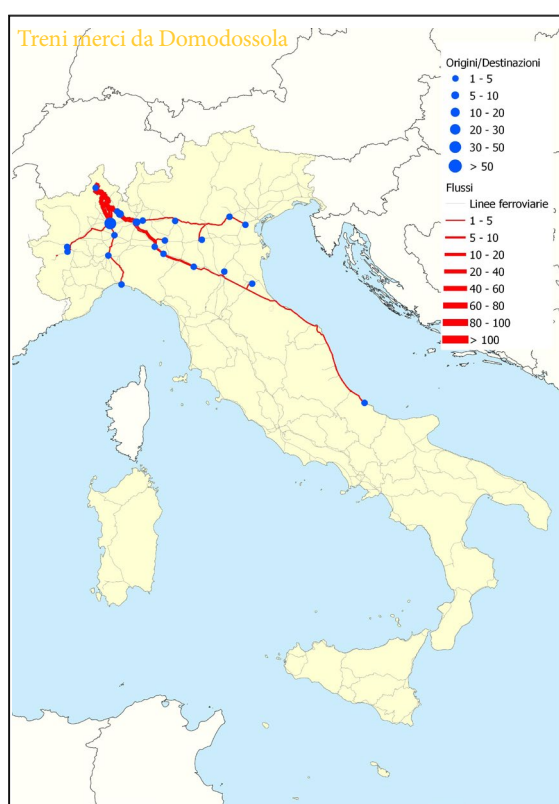 Treni merci da Domodossola
Origini/Destinazioni
1 - 5
5 - 10
10 - 20
20 - 30
30 - 50
> 50
Flussi
Linee ferroviarie
1 - 5
5 - 10
10 - 20
20 - 40
40 - 60
60 - 80
80 - 100
> 100